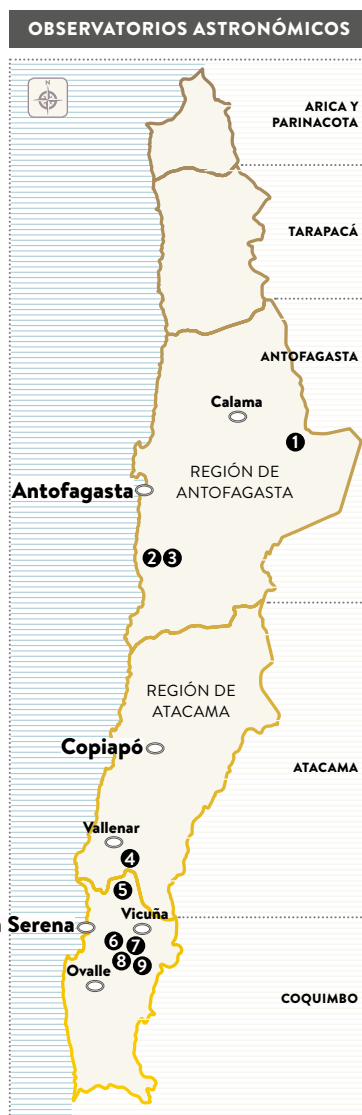 OBSERVATORIOS ASTRONÓMICOS
N
ARICA Y
PARINACOTA
TARAPACÁ
ANTOFAGASTA
Calama
1
REGIÓN DE
ANTOFAGASTA
Antofagasta
2 3
REGIÓN DE
ATACAMA
Copiapó
ATACAMA
Vallenar
4
5
Serena
Vicuña
6 7
8 9
Ovalle
COQUIMBO